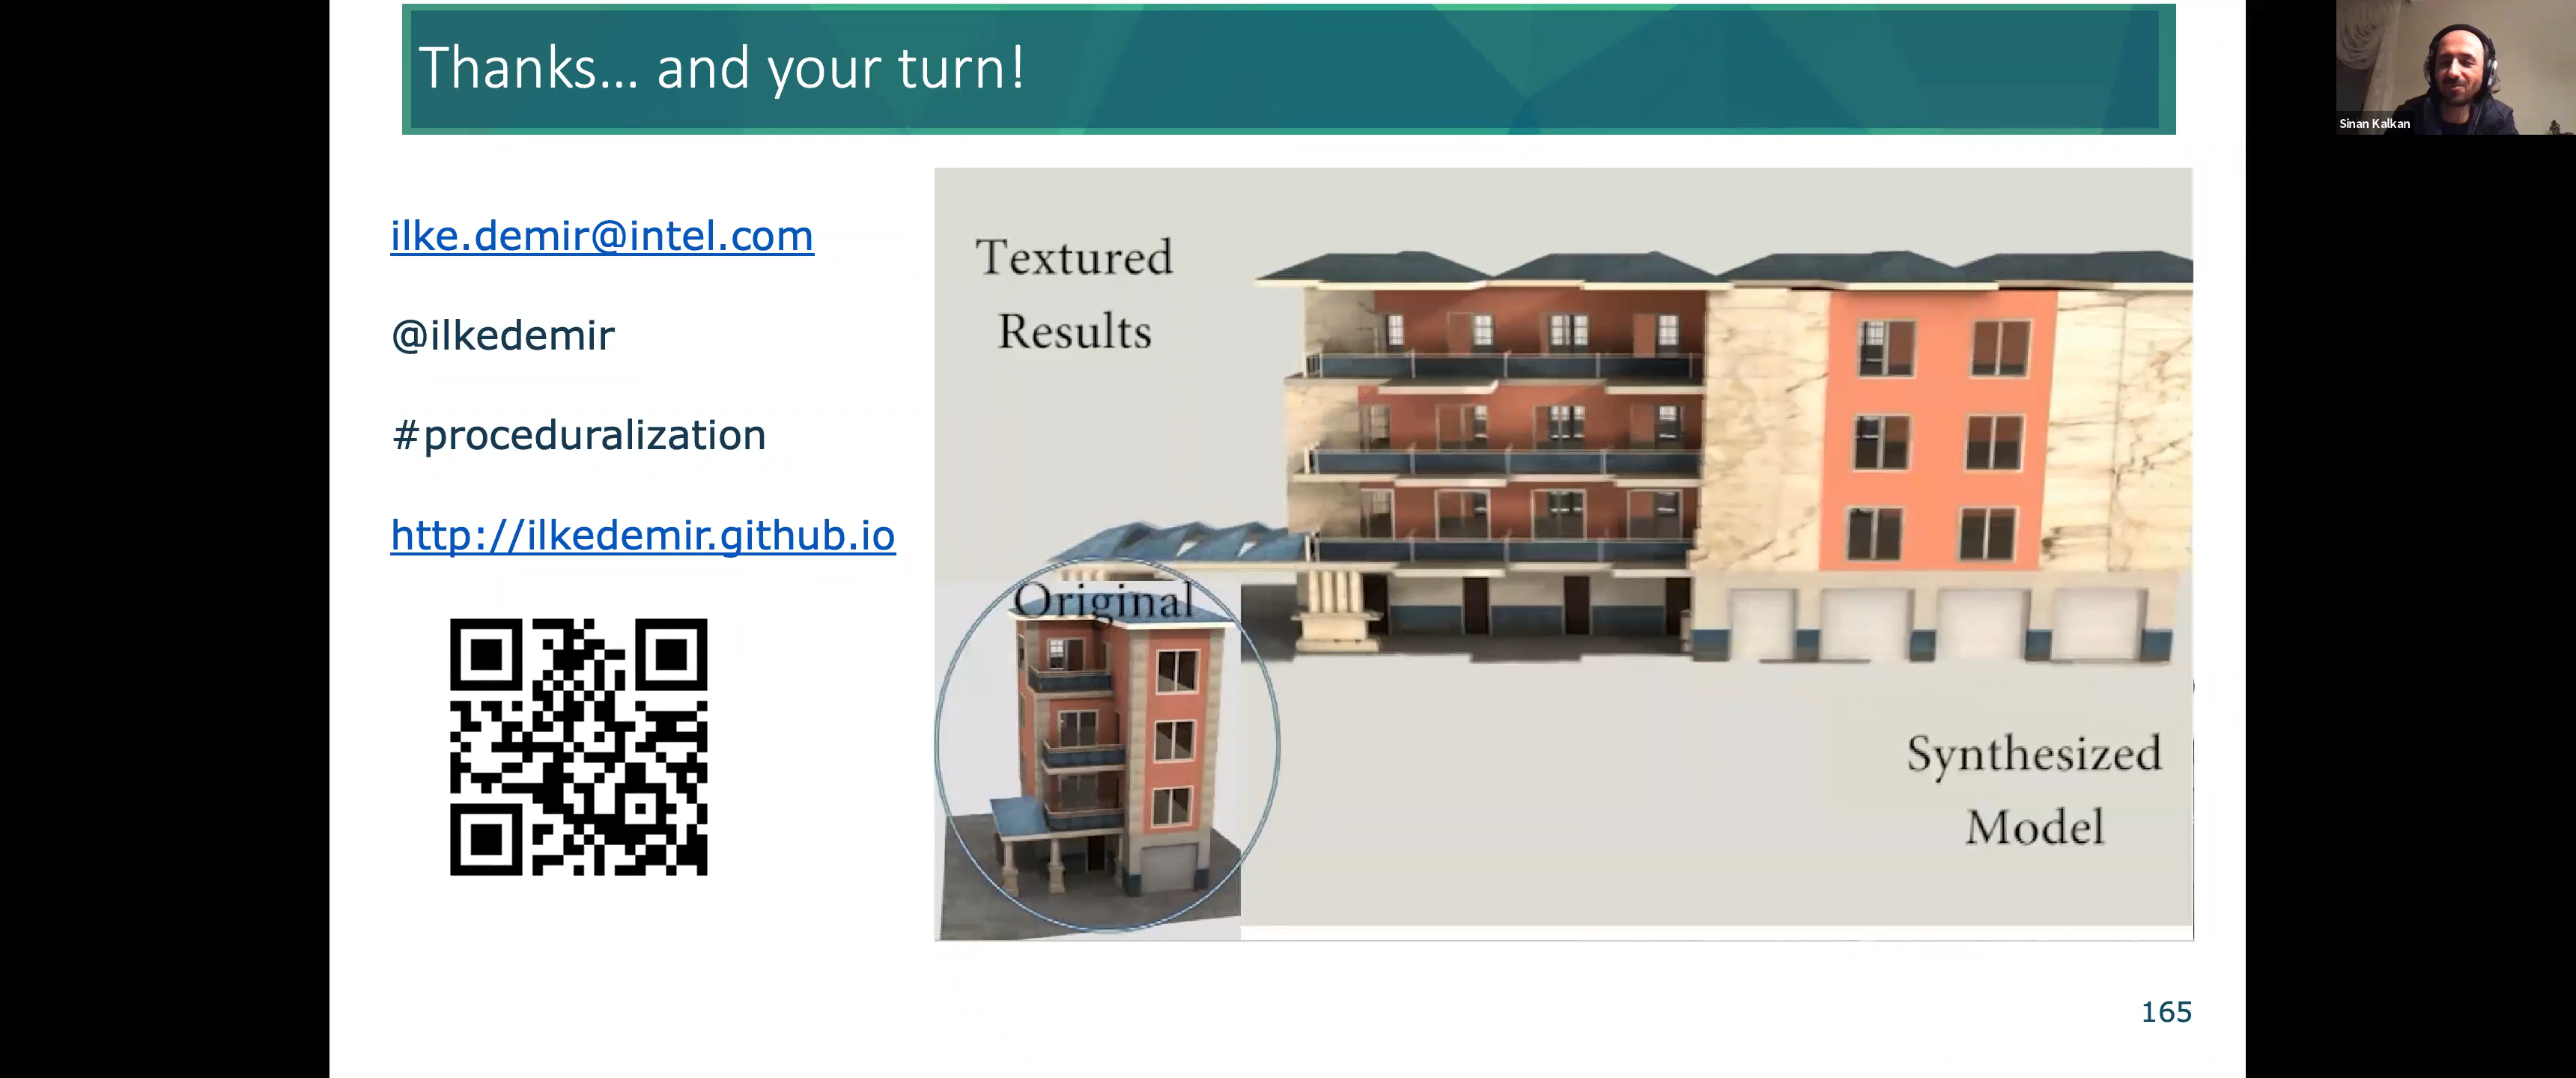 Thanks... and your turn!
Sinan Kalkan
ilke.demir@intel.com
@ilkedemir
#proceduralization
http://ilkedemir.github.io
Textured
Results
Original
Synthesized
Model
165